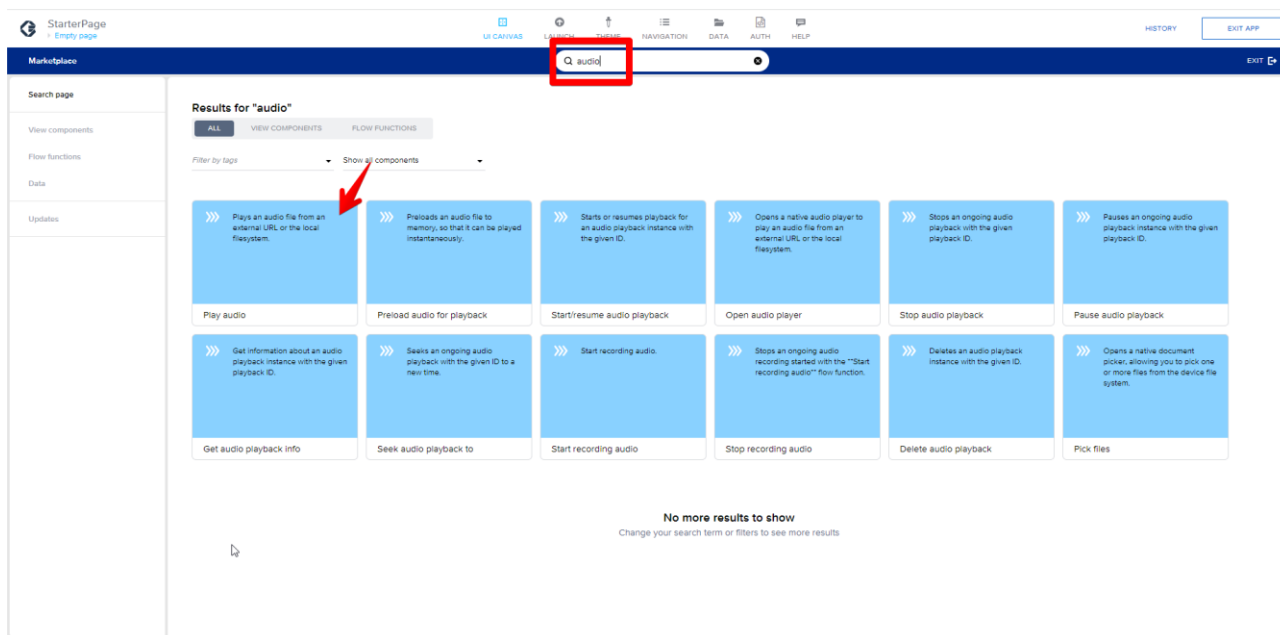 StarterPage
Empty page
UI CANVAS
LAUNCH
THEME
NAVIGATION
DATA
AUTH
HELP
HISTORY
EXIT APP
Marketplace
audio
EXIT
Search page
View components
Flow functions
Data
Updates
Results for "audio"
ALL
VIEW COMPONENTS
FLOW FUNCTIONS
Filter by tags
Show all components
Plays an audio file from an
external URL or the local
filesystem.
Play audio
Preloads an audio file to
memory, so that it can be played
instantaneously.
Preload audio for playback
Starts or resumes playback for
an audio playback instance with
the given ID.
Start/resume audio playback
Opens a native audio player to
play an audio file from an
external URL or the local
filesystem.
Open audio player
Stops an ongoing audio
playback with the given
playback ID.
Stop audio playback
Pauses an ongoing audio
playback instance with the given
playback ID.
Pause audio playback
Get information about an audio
playback instance with the given
playback ID.
Get audio playback info
Seeks an ongoing audio
playback with the given ID to a
new time.
Seek audio playback to
Start recording audio.
Start recording audio
Stops an ongoing audio
recording started with the **Start
recording audio** flow function.
Stop recording audio
Deletes an audio playback
instance with the given ID.
Delete audio playback
Opens a native document
picker, allowing you to pick one
or more files from the device file
system.
Pick files
No more results to show
Change your search term or filters to see more results